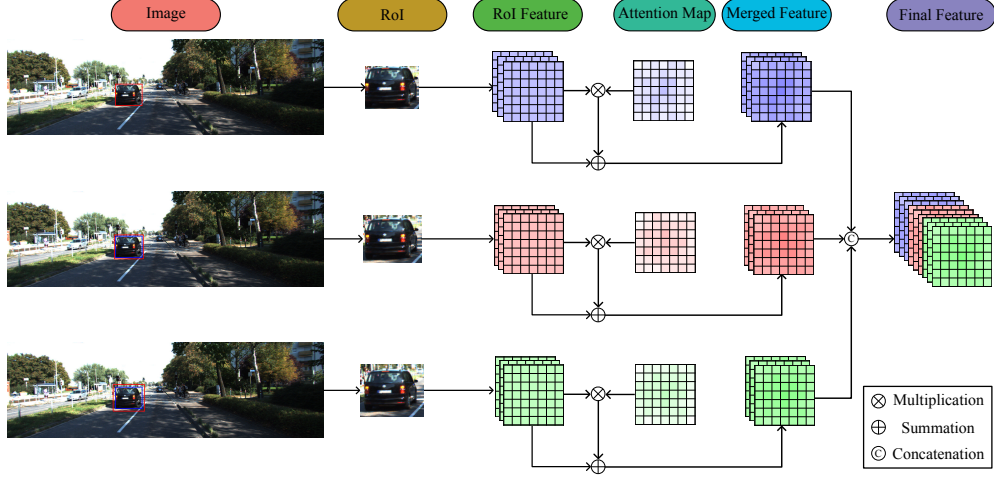 Image
RoI
RoI Feature
Attention Map
Merged Feature
Final Feature
Multiplication
Summation
C Concatenation
C